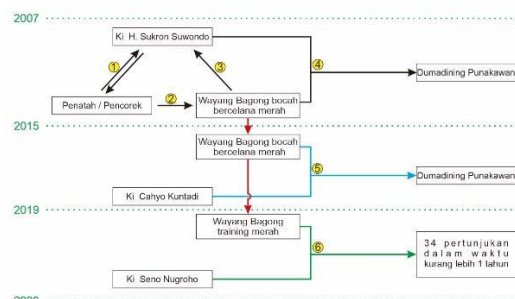 2007
Ki H. Sukron Suwondo
①
③
④
Dumadining Punakawan
Penatah / Pencorek
②
Wayang Bagong bocah
bercelana merah
2015
Wayang Bagong bocah
bercelana merah
⑤
Dumadining Punakawan
Ki Cahyo Kuntadi
2019
Wayang Bagong
training merah
⑥
34 pertunjukan
dalam waktu
kurang lebih 1 tahun
Ki Seno Nugroho